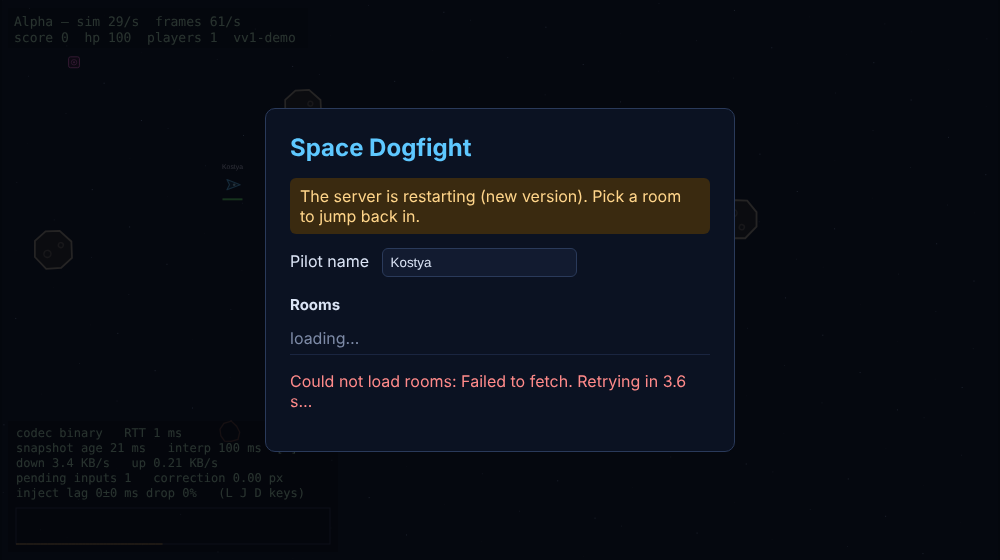 Alpha — sim 29/s  frames 61/s
score 0  hp 100  players 1  vv1-demo
Kostya
Space Dogfight
The server is restarting (new version). Pick a room
to jump back in.
Pilot name
Kostya
Rooms
loading...
Could not load rooms: Failed to fetch. Retrying in 3.6
s...
codec binary   RTT 1 ms
snapshot age 21 ms   interp 100 ms
down 3.4 KB/s   up 0.21 KB/s
pending inputs 1   correction 0.00 px
inject lag 0±0 ms drop 0%   (L J D keys)